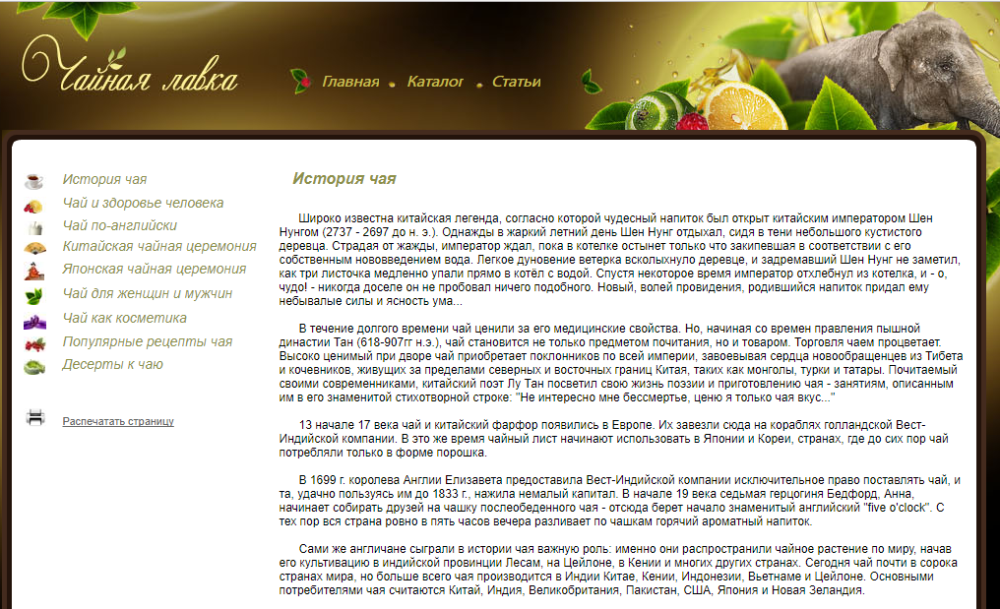 Чайная лавка
Главная
Каталог
Статьи
История чая
Чай и здоровье человека
Чай по-английски
Китайская чайная церемония
Японская чайная церемония
Чай для женщин и мужчин
Чай как косметика
Популярные рецепты чая
Десерты к чаю
Распечатать страницу
История чая
Широко известна китайская легенда, согласно которой чудесный напиток был открыт китайским императором Шен
Нунгом (2737 - 2697 до н. э.). Однажды в жаркий летний день Шен Нунг отдыхал, сидя в тени небольшого кустистого
деревца. Страдая от жажды, император ждал, пока в котелке остынет только что закипевшая в соответствии с его
собственным нововведением вода. Легкое дуновение ветерка всколыхнуло деревце, и задремавший Шен Нунг не заметил,
как три листочка медленно упали прямо в котёл с водой. Спустя некоторое время император отхлебнул из котелка, и - о,
чудо! - никогда доселе он не пробовал ничего подобного. Новый, волей провидения, родившийся напиток придал ему
небывалые силы и ясность ума...
В течение долгого времени чай ценили за его медицинские свойства. Но, начиная со времен правления пышной
династии Тан (618-907гг н.э.), чай становится не только предметом почитания, но и товаром. Торговля чаем процветает.
Высоко ценимый при дворе чай приобретает поклонников по всей империи, завоевывая сердца новообращенцев из Тибета
и кочевников, живущих за пределами северных и восточных границ Китая, таких как монголы, турки и татары. Почитаемый
своими современниками, китайский поэт Лу Тан посветил свою жизнь поэзии и приготовлению чая - занятиям, описанным
им в его знаменитой стихотворной строке: "Не интересно мне бессмертье, ценю я только чая вкус..."
13 начале 17 века чай и китайский фарфор появились в Европе. Их завезли сюда на кораблях голландской Вест-
Индийской компании. В это же время чайный лист начинают использовать в Японии и Кореи, странах, где до сих пор чай
потребляли только в форме порошка.
В 1699 г. королева Англии Елизавета предоставила Вест-Индийской компании исключительное право поставлять чай, и
та, удачно пользуясь им до 1833 г., нажила немалый капитал. В начале 19 века седьмая герцогиня Бедфорд, Анна,
начинает собирать друзей на чашку послеобеденного чая - отсюда берет начало знаменитый английский "five o'clock". С
тех пор вся страна ровно в пять часов вечера разливает по чашкам горячий ароматный напиток.
Сами же англичане сыграли в истории чая важную роль: именно они распространили чайное растение по миру, начав
его культивацию в индийской провинции Лесам, на Цейлоне, в Кении и многих других странах. Сегодня чай почти в сорока
странах мира, но больше всего чая производится в Индии Китае, Кении, Индонезии, Вьетнаме и Цейлоне. Основными
потребителями чая считаются Китай, Индия, Великобритания, Пакистан, США, Япония и Новая Зеландия.